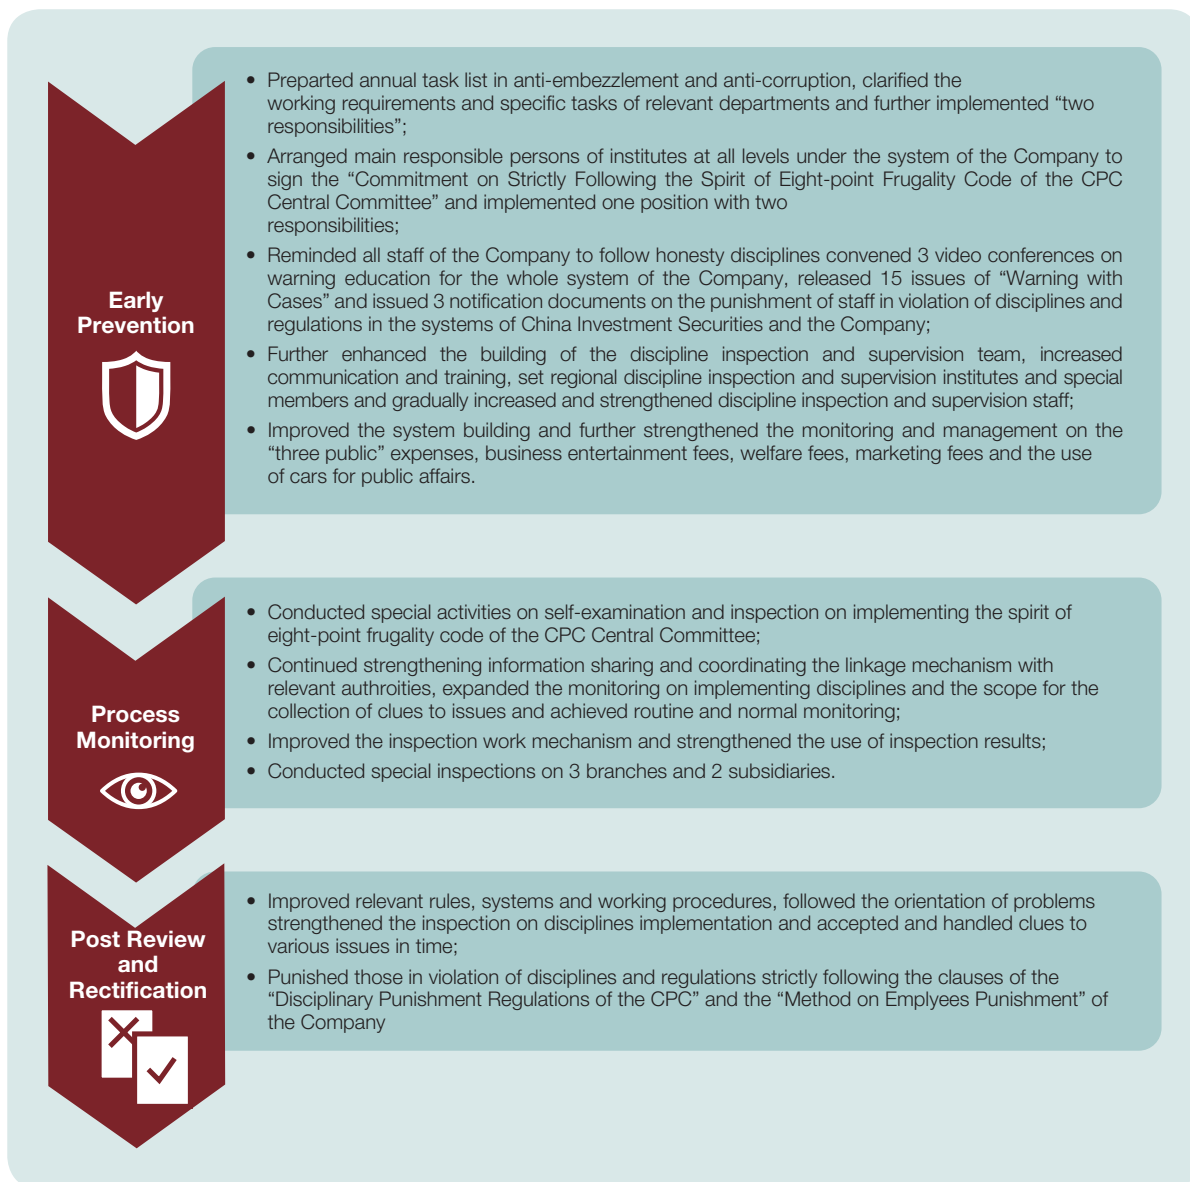 • Preparted annual task list in anti-embezzlement and anti-corruption, clarified the
working requirements and specific tasks of relevant departments and further implemented “two
responsibilities”;
• Arranged main responsible persons of institutes at all levels under the system of the Company to
sign the “Commitment on Strictly Following the Spirit of Eight-point Frugality Code of the CPC
Central Committee” and implemented one position with two
responsibilities;
• Reminded all staff of the Company to follow honesty disciplines convened 3 video conferences on
warning education for the whole system of the Company, released 15 issues of “Warning with
Cases” and issued 3 notification documents on the punishment of staff in violation of disciplines and
regulations in the systems of China Investment Securities and the Company;
• Further enhanced the building of the discipline inspection and supervision team, increased
communication and training, set regional discipline inspection and supervision institutes and special
members and gradually increased and strengthened discipline inspection and supervision staff;
• Improved the system building and further strengthened the monitoring and management on the
“three public” expenses, business entertainment fees, welfare fees, marketing fees and the use
of cars for public affairs.
Early
Prevention
• Conducted special activities on self-examination and inspection on implementing the spirit of
eight-point frugality code of the CPC Central Committee;
• Continued strengthening information sharing and coordinating the linkage mechanism with
relevant authroities, expanded the monitoring on implementing disciplines and the scope for the
collection of clues to issues and achieved routine and normal monitoring;
• Improved the inspection work mechanism and strengthened the use of inspection results;
• Conducted special inspections on 3 branches and 2 subsidiaries.
Process
Monitoring
• Improved relevant rules, systems and working procedures, followed the orientation of problems
strengthened the inspection on disciplines implementation and accepted and handled clues to
various issues in time;
• Punished those in violation of disciplines and regulations strictly following the clauses of the
“Disciplinary Punishment Regulations of the CPC” and the “Method on Emplyees Punishment” of
the Company
Post Review
and
Rectification